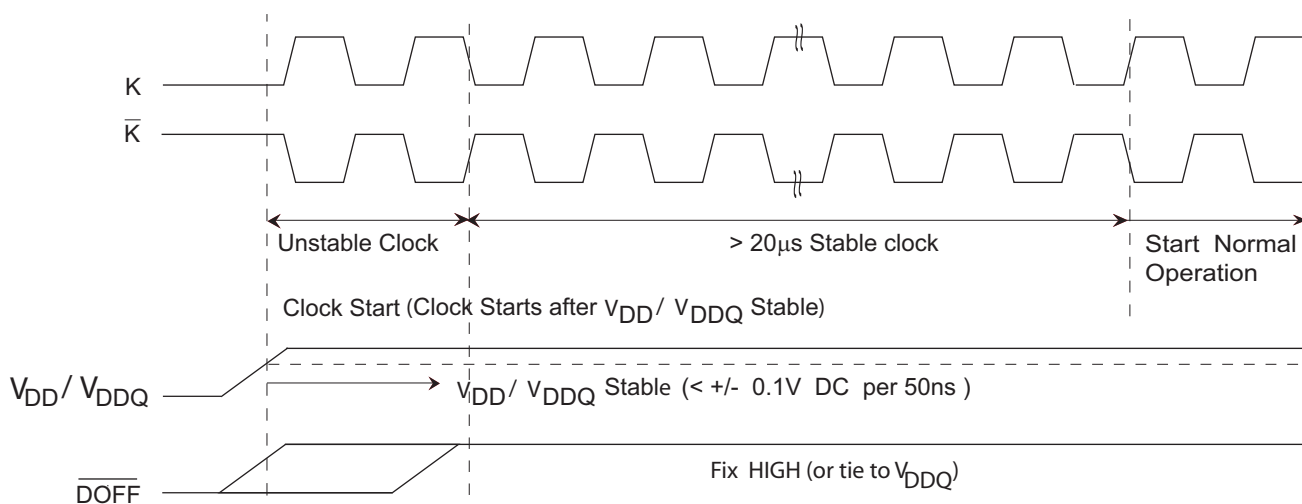 K
K̅
Unstable Clock
> 20μs Stable clock
Start Normal
Operation
Clock Start (Clock Starts after VDD / VDDQ Stable)
VDD / VDDQ
VDD / VDDQ Stable (< +/- 0.1V DC per 50ns )
D̅O̅F̅F̅
Fix HIGH (or tie to VDDQ)